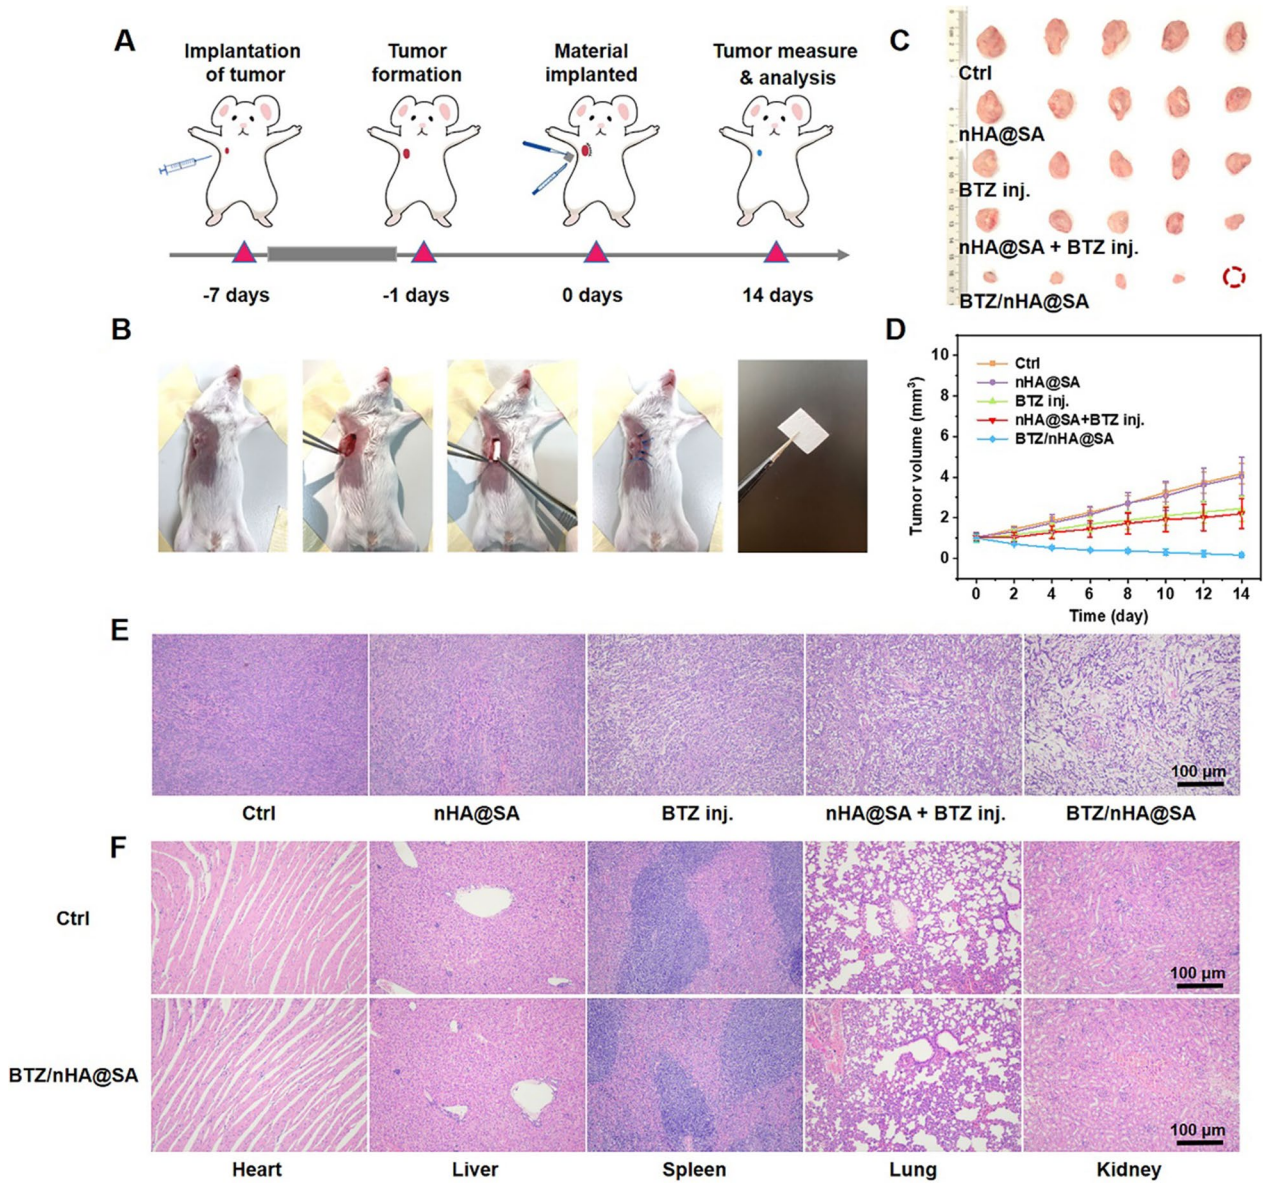 A
Implantation
of tumor
Tumor
formation
Material
implanted
Tumor measure
& analysis
-7 days
-1 days
0 days
14 days
B
C
Ctrl
nHA@SA
BTZ inj.
nHA@SA + BTZ inj.
BTZ/nHA@SA
D
Tumor volume (mm³)
10
8
6
4
2
0
Ctrl
nHA@SA
BTZ inj.
nHA@SA+BTZ inj.
BTZ/nHA@SA
0 2 4 6 8 10 12 14
Time (day)
E
100 μm
Ctrl
nHA@SA
BTZ inj.
nHA@SA + BTZ inj.
BTZ/nHA@SA
F
Ctrl
100 μm
BTZ/nHA@SA
100 μm
Heart
Liver
Spleen
Lung
Kidney